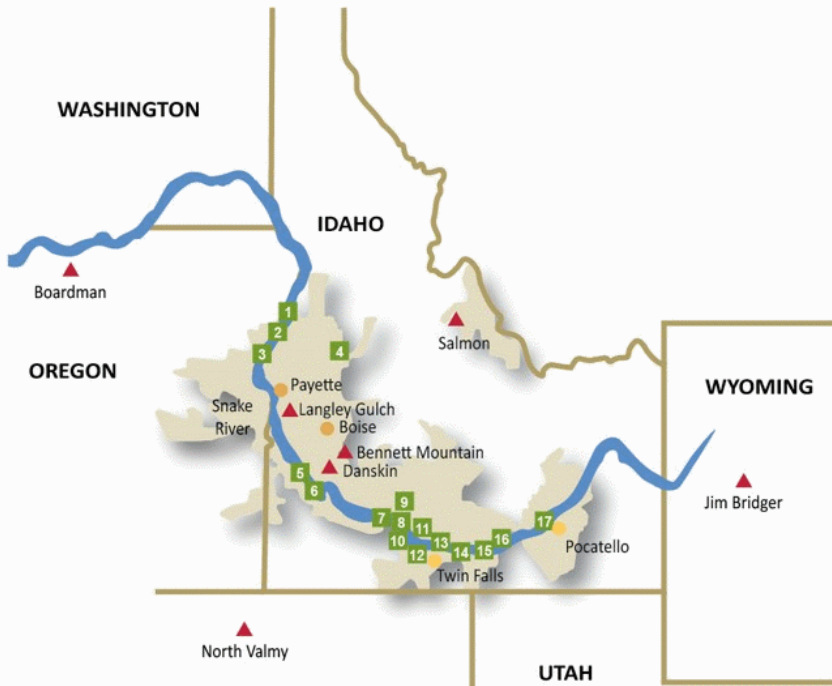 WASHINGTON
IDAHO
Boardman
1
2
Salmon
3
4
OREGON
WYOMING
Payette
Snake
River
Langley Gulch
Boise
Bennett Mountain
Danskin
5
6
Jim Bridger
9
7
8
11
17
10
13
16
12
14
15
Pocatello
Twin Falls
North Valmy
UTAH